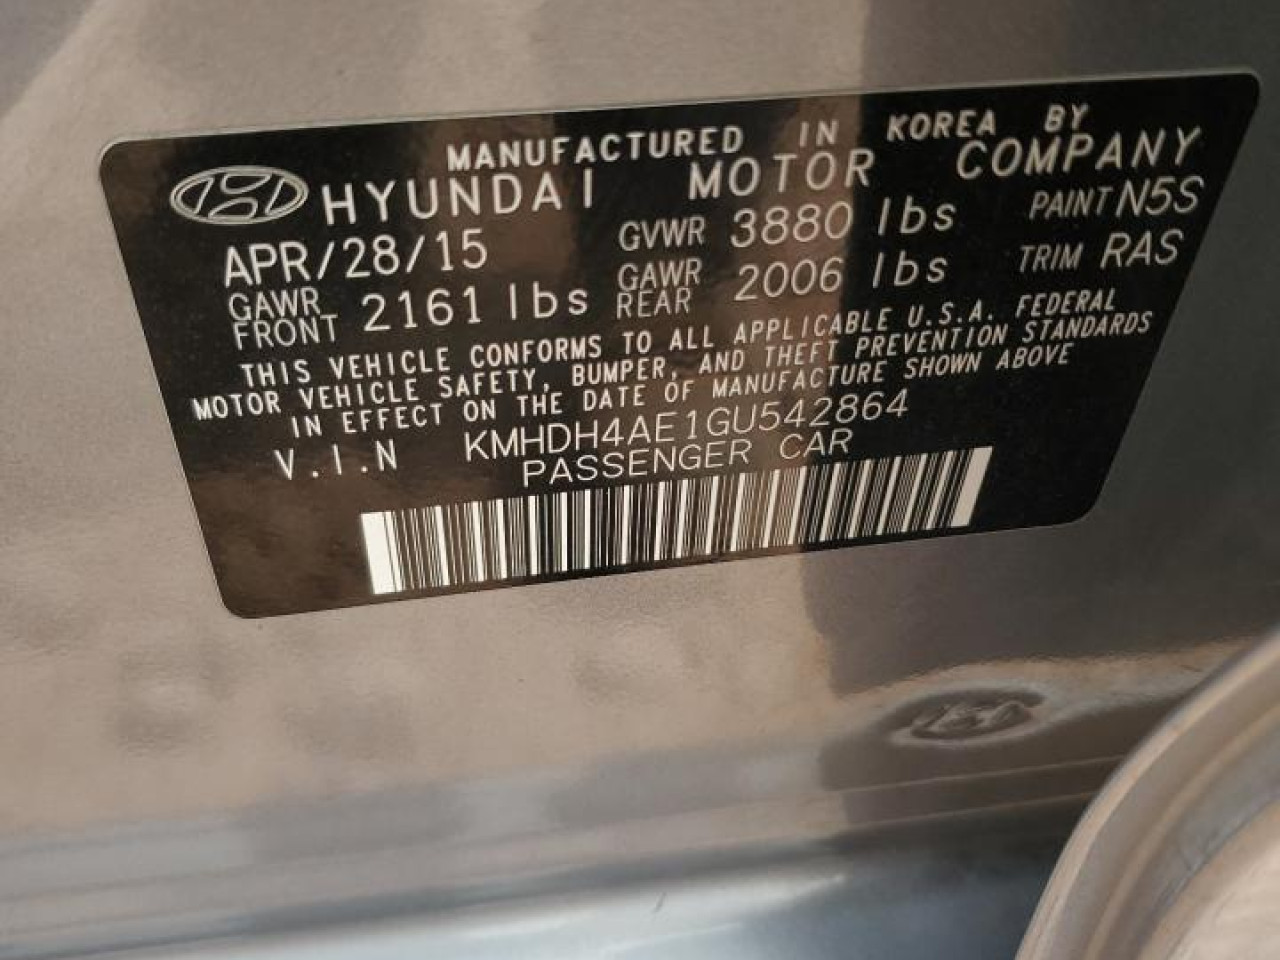 MANUFACTURED IN KOREA BY
HYUNDAI MOTOR COMPANY
APR/28/15 GVWR 3880 lbs PAINT N5S
GAWR FRONT 2161 lbs GAWR REAR 2006 lbs TRIM RAS
THIS VEHICLE CONFORMS TO ALL APPLICABLE U.S.A. FEDERAL
MOTOR VEHICLE SAFETY, BUMPER, AND THEFT PREVENTION STANDARDS
IN EFFECT ON THE DATE OF MANUFACTURE SHOWN ABOVE
V.I.N KMHDH4AE1GU542864
PASSENGER CAR